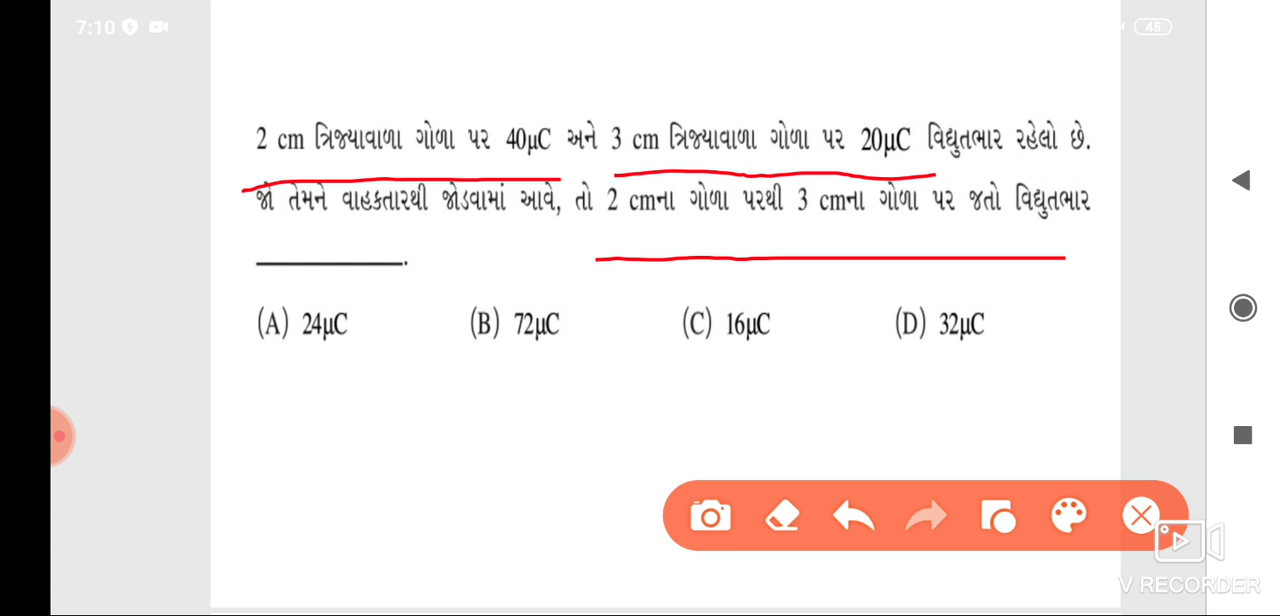 7:10
45
2 cm ત્રિજ્યાવાળા ગોળા પર 40μC અને 3 cm ત્રિજ્યાવાળા ગોળા પર 20μC વિદ્યુતભાર રહેલો છે.
જો તેમને વાહકતારથી જોડવામાં આવે, તો 2 cmના ગોળા પરથી 3 cmના ગોળા પર જતો વિદ્યુતભાર
____________.
(A) 24μC (B) 72μC (C) 16μC (D) 32μC
V RECORDER